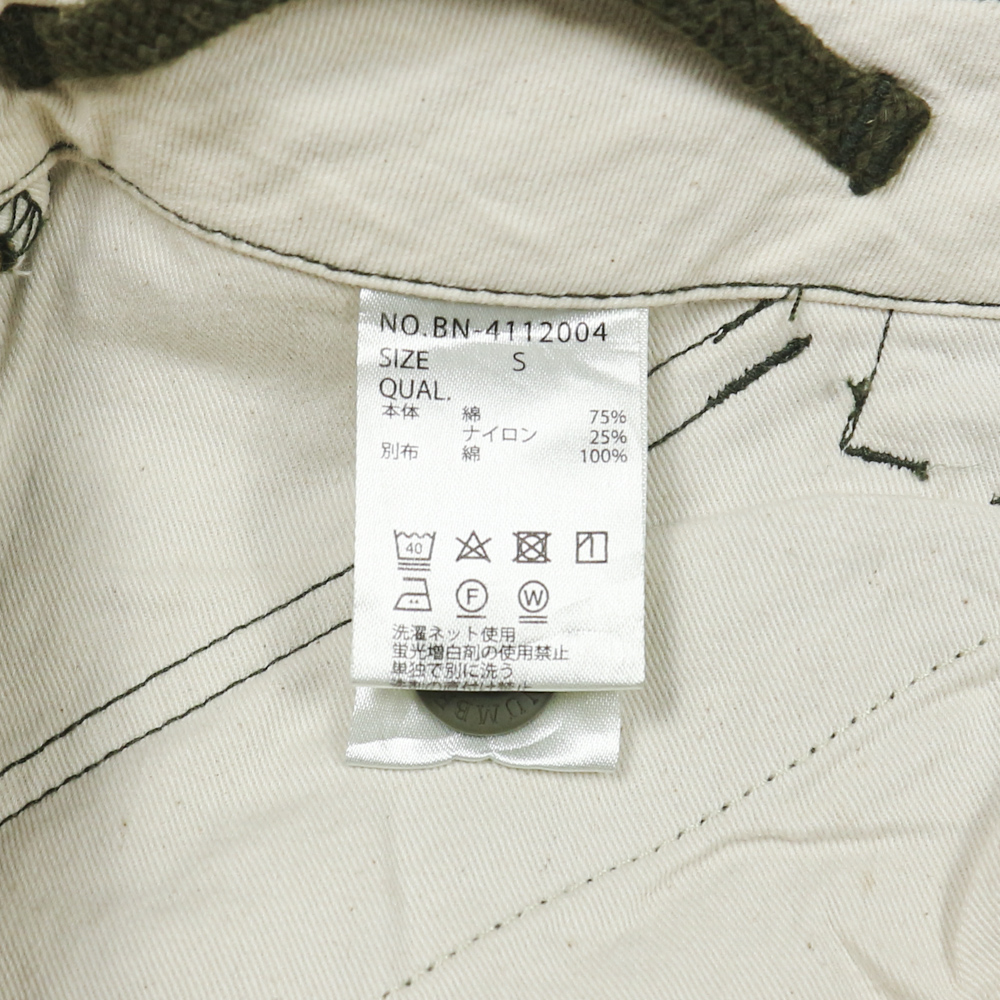 NO.BN-4112004
SIZE S
QUAL.
本体 綿 75%
ナイロン 25%
別布 綿 100%
40
F W
洗濯ネット使用
蛍光増白剤の使用禁止
単独で別に洗う